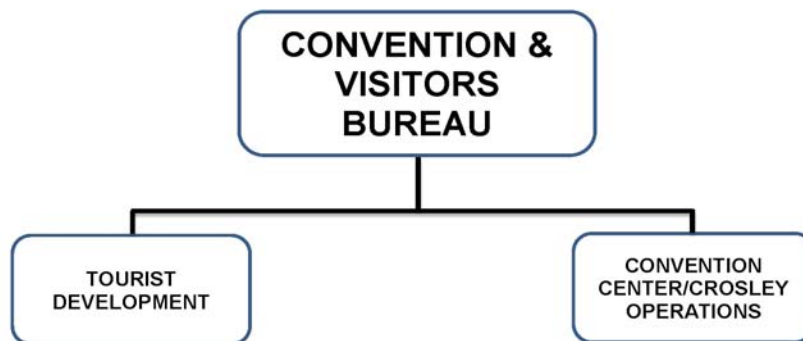 CONVENTION &
VISITORS
BUREAU
TOURIST
DEVELOPMENT
CONVENTION
CENTER/CROSLEY
OPERATIONS